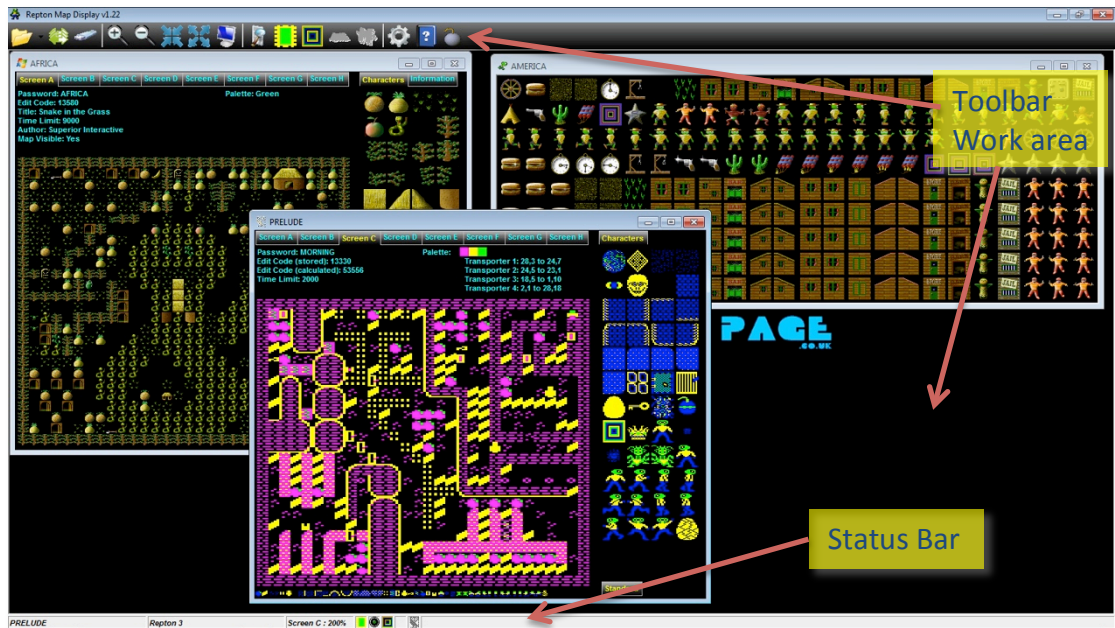 Repton Map Display v1.22
AFRICA
Screen A Screen B Screen C Screen D Screen E Screen F Screen G Screen H Characters Information
Password: AFRICA Palette: Green
Edit Code: 13580
Title: Snake in the Grass
Time Limit: 9000
Author: Superior Interactive
Map Visible: Yes
AMERICA
Toolbar
Work area
PRELUDE
Screen A Screen B Screen C Screen D Screen E Screen F Screen G Screen H Characters
Password: MORNING Palette:
Edit Code (stored): 13330 Transporter 1: 28,3 to 24,7
Edit Code (calculated): 53556 Transporter 2: 24,5 to 23,1
Time Limit: 2000 Transporter 3: 18,5 to 1,10
Transporter 4: 2,1 to 28,18
PAGE
.CO.UK
Status Bar
PRELUDE Repton 3 Screen C : 200%